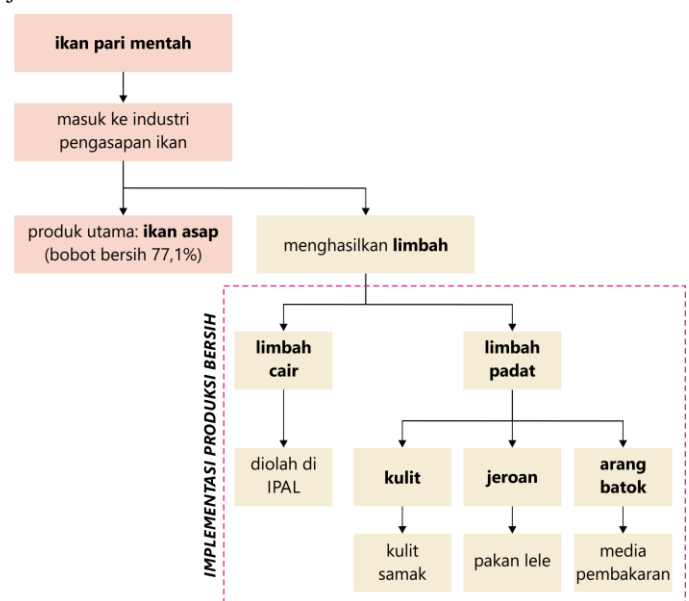 ikan pari mentah
masuk ke industri
pengasapan ikan
produk utama: ikan asap
(bobot bersih 77,1%)
menghasilkan limbah
IMPLEMENTASI PRODUKSI BERSIH
limbah
cair
limbah
padat
diolah di
IPAL
kulit
jeroan
arang
batok
kulit
samak
pakan lele
media
pembakaran